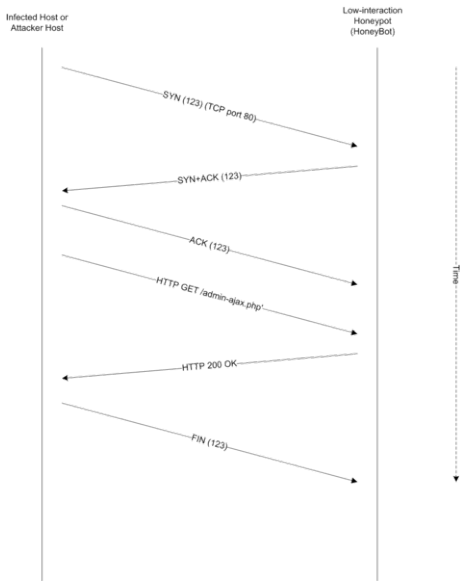 Infected Host or
Attacker Host
Low-interaction
Honeypot
(HoneyBot)
SYN (123) (TCP port 80)
SYN+ACK (123)
ACK (123)
HTTP GET /admin-ajax.php'
HTTP 200 OK
FIN (123)
Time